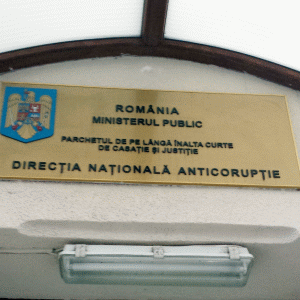 ROMÂNIA
MINISTERUL PUBLIC
PARCHETUL DE PE LÂNGĂ ÎNALTA CURTE
DE CASAȚIE ȘI JUSTIȚIE
DIRECȚIA NAȚIONALĂ ANTICORUPȚIE